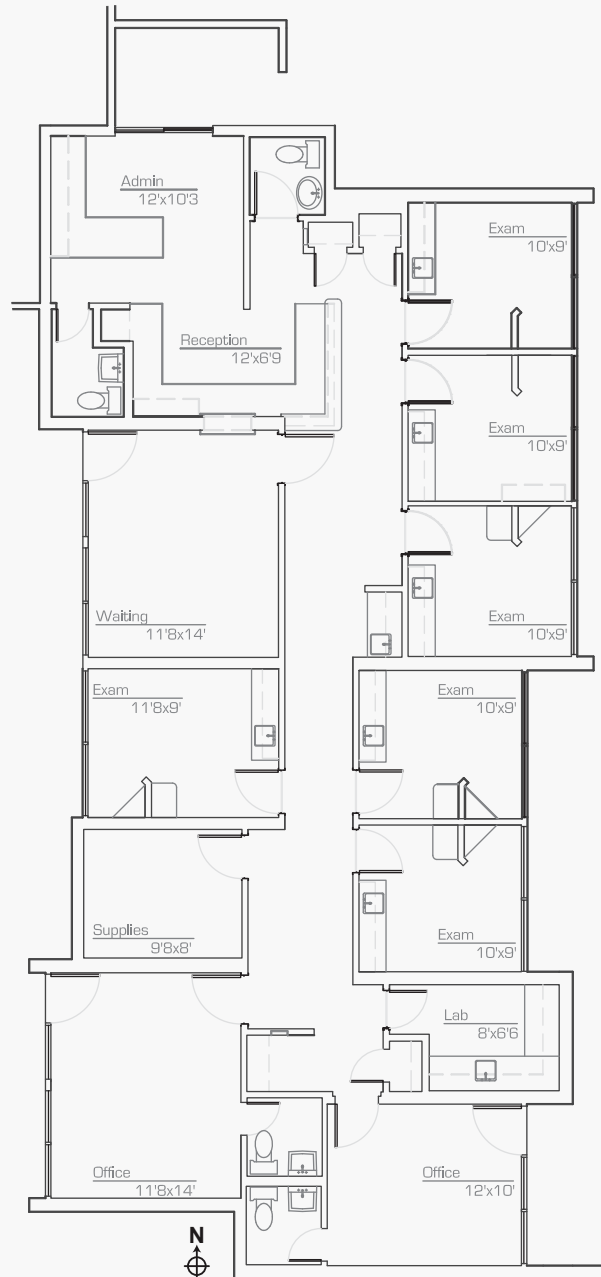 Admin
12'x10'3
Exam
10'x9'
Reception
12'x6'9
Exam
10'x9'
Waiting
11'8x14'
Exam
10'x9'
Exam
11'8x9'
Exam
10'x9'
Supplies
9'8x8'
Exam
10'x9'
Lab
8'x6'6
Office
11'8x14'
Office
12'x10'
N